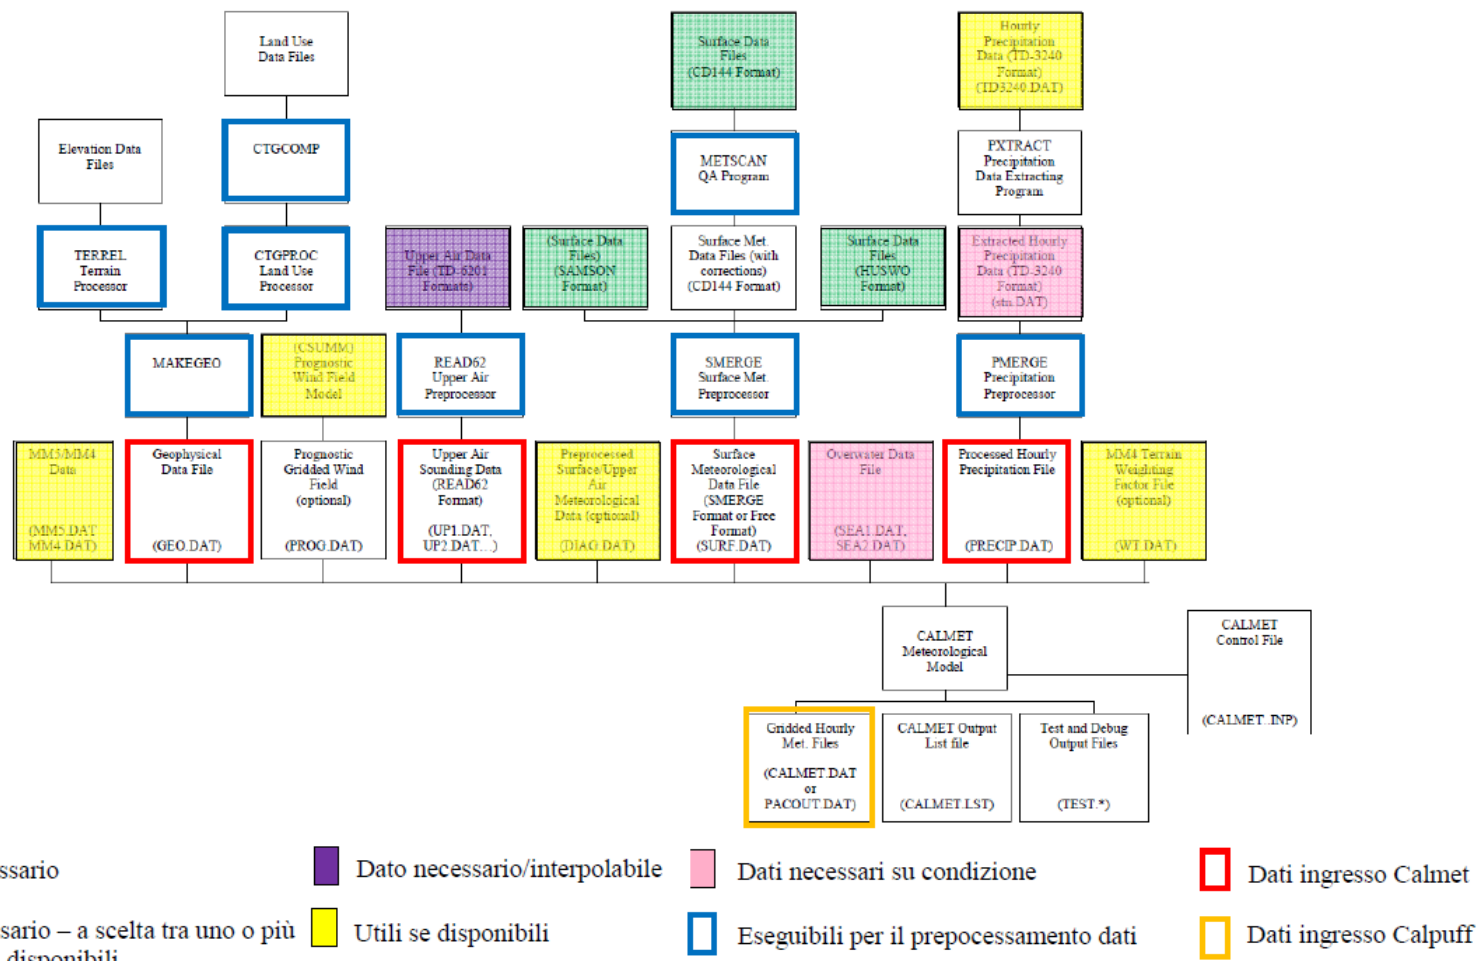 Land Use
Data Files
Surface Data
Files
(CD144 Format)
Hourly
Precipitation
Data (TD-3240
Format)
(TD3240.DAT)
Elevation Data
Files
CTGCOMP
METSCAN
QA Program
PXTRACT
Precipitation
Data Extracting
Program
TERREL
Terrain
Processor
CTGPROC
Land Use
Processor
Upper Air Data
File (TD-6201
Formats)
(Surface Data
Files)
(SAMSON
Format)
Surface Met.
Data Files (with
corrections)
(CD144 Format)
Surface Data
Files
(HUSWO
Format)
Extracted Hourly
Precipitation
Data (TD-3240
Format)
(stn.DAT)
MAKEGEO
(CSUMM)
Prognostic
Wind Field
Model
READ62
Upper Air
Preprocessor
SMERGE
Surface Met.
Preprocessor
PMERGE
Precipitation
Preprocessor
MM5/MM4
Data
(MM5.DAT
MM4.DAT)
Geophysical
Data File
(GEO.DAT)
Prognostic
Gridded Wind
Field
(optional)
(PROG.DAT)
Upper Air
Sounding Data
(READ62
Format)
(UP1.DAT,
UP2.DAT...)
Preprocessed
Surface/Upper
Air
Meteorological
Data (optional)
(DIAG.DAT)
Surface
Meteorological
Data File
(SMERGE
Format or Free
Format)
(SURF.DAT)
Overwater Data
File
(SEA1.DAT,
SEA2.DAT)
Processed Hourly
Precipitation File
(PRECIP.DAT)
MM4 Terrain
Weighting
Factor File
(optional)
(WT.DAT)
CALMET
Meteorological
Model
CALMET
Control File
(CALMET..INP)
Gridded Hourly
Met. Files
(CALMET.DAT
or
PACOUT.DAT)
CALMET Output
List file
(CALMET.LST)
Test and Debug
Output Files
(TEST.*)
ssario
Dato necessario/interpolabile
Dati necessari su condizione
Dati ingresso Calmet
sario – a scelta tra uno o più
disponibili
Utili se disponibili
Eseguibili per il prepocessamento dati
Dati ingresso Calpuff